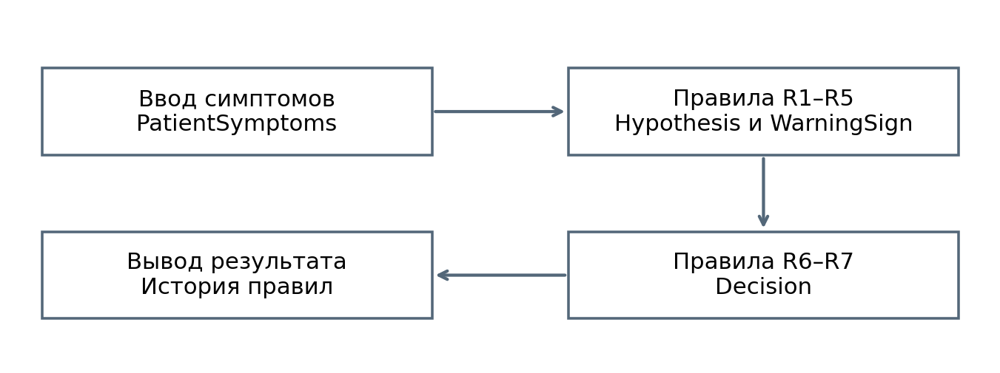 Ввод симптомов
PatientSymptoms
Правила R1–R5
Hypothesis и WarningSign
Правила R6–R7
Decision
Вывод результата
История правил